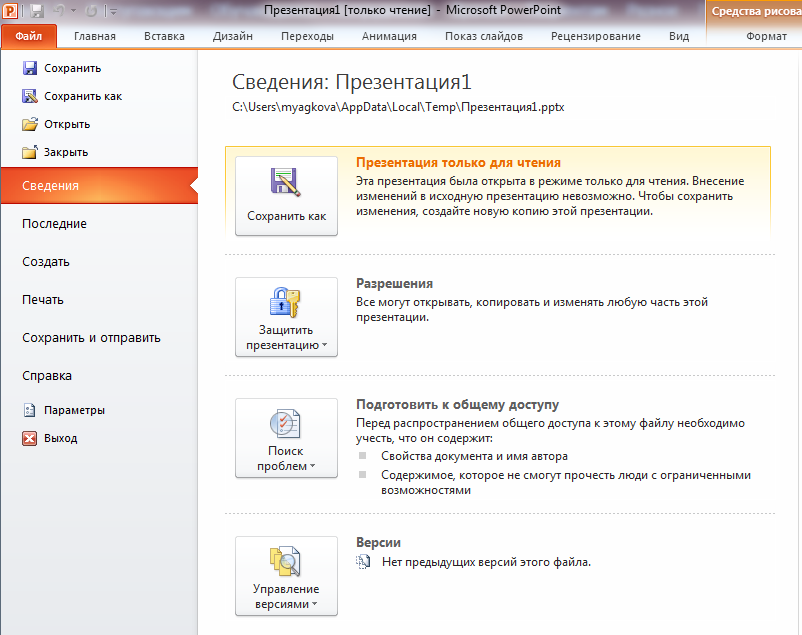 Презентация1 [только чтение] - Microsoft PowerPoint
Средства рисова
Файл Главная Вставка Дизайн Переходы Анимация Показ слайдов Рецензирование Вид Формат
Сохранить
Сохранить как
Открыть
Закрыть
Сведения
Последние
Создать
Печать
Сохранить и отправить
Справка
Параметры
Выход
Сведения: Презентация1
C:\Users\myagkova\AppData\Local\Temp\Презентация1.pptx
Сохранить как
Презентация только для чтения
Эта презентация была открыта в режиме только для чтения. Внесение
изменений в исходную презентацию невозможно. Чтобы сохранить
изменения, создайте новую копию этой презентации.
Защитить
презентацию
Разрешения
Все могут открывать, копировать и изменять любую часть этой
презентации.
Поиск
проблем
Подготовить к общему доступу
Перед распространением общего доступа к этому файлу необходимо
учесть, что он содержит:
Свойства документа и имя автора
Содержимое, которое не смогут прочесть люди с ограниченными
возможностями
Управление
версиями
Версии
Нет предыдущих версий этого файла.